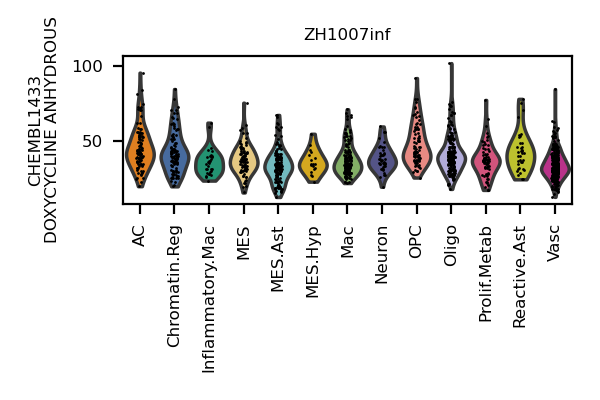 ZH1007inf
CHEMBL1433
DOXYCYCLINE ANHYDROUS
100
50
AC
Chromatin.Reg
Inflammatory.Mac
MES
MES.Ast
MES.Hyp
Mac
Neuron
OPC
Oligo
Prolif.Metab
Reactive.Ast
Vasc